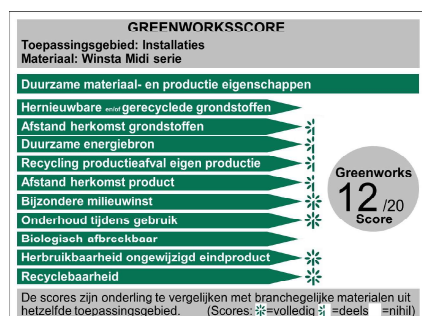 GREENWORKSSCORE
Toepassingsgebied: Installaties
Materiaal: Winsta Midi serie
Duurzame materiaal- en productie eigenschappen
Hernieuwbare en/of gerecyclede grondstoffen
Afstand herkomst grondstoffen
Duurzame energiebron
Recycling productieafval eigen productie
Afstand herkomst product
Bijzondere milieuwinst
Onderhoud tijdens gebruik
Biologisch afbreekbaar
Herbruikbaarheid ongewijzigd eindproduct
Recyclebaarheid
Greenworks
12 /20
Score
De scores zijn onderling te vergelijken met branchegelijke materialen uit
hetzelfde toepassingsgebied. (Scores: =volledig =deels =nihil)